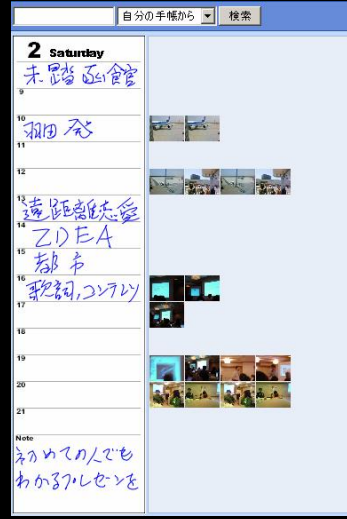 自分の手帳から 検索
2 Saturday
未踏 函館
9
10
羽田 発
11
12
13
遠距離恋愛
14
ZDEA
15
都市
16
歌詞,コンテンツ
17
18
19
20
21
Note
初めての人でも
わかるプレゼンを